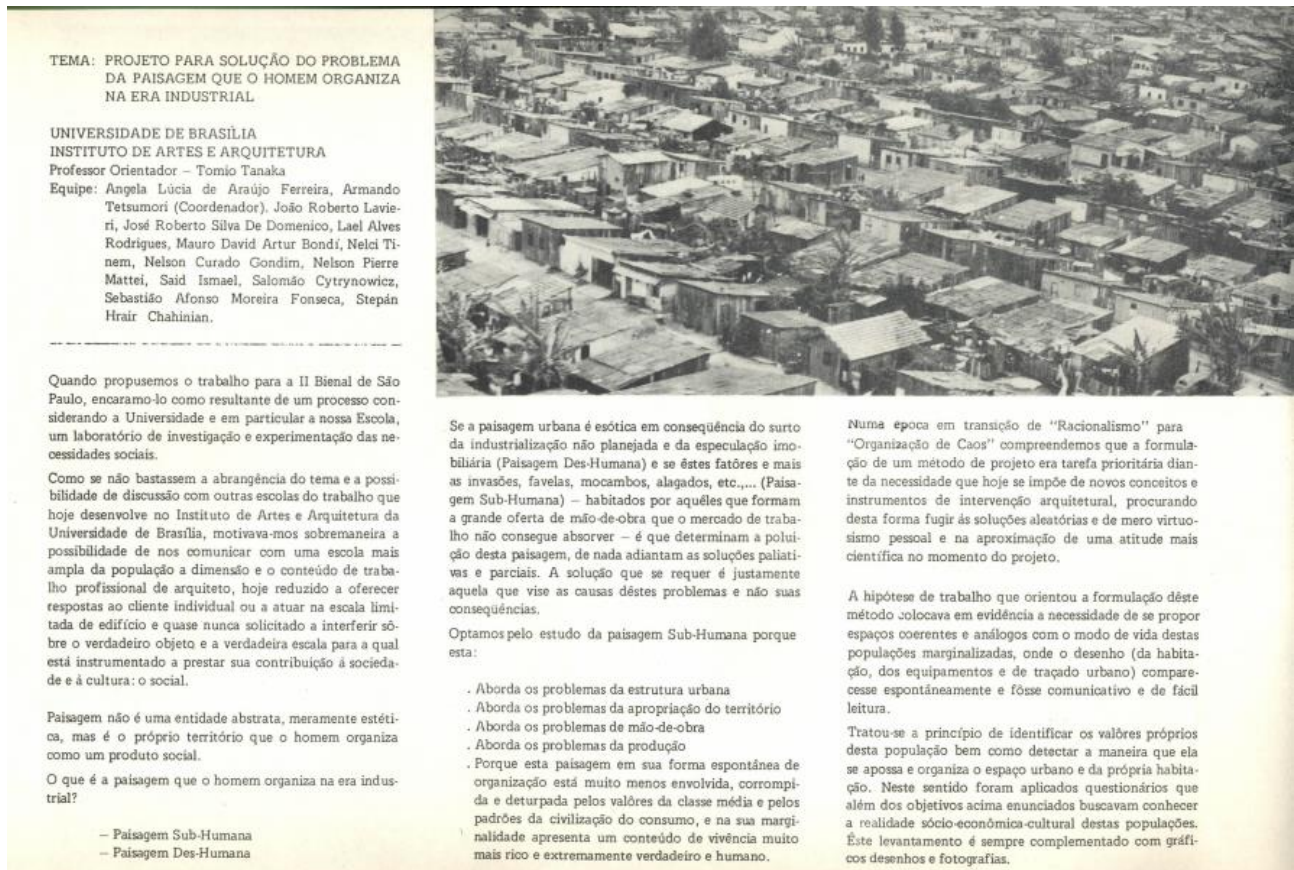 TEMA: PROJETO PARA SOLUÇÃO DO PROBLEMA
DA PAISAGEM QUE O HOMEM ORGANIZA
NA ERA INDUSTRIAL
UNIVERSIDADE DE BRASÍLIA
INSTITUTO DE ARTES E ARQUITETURA
Professor Orientador – Tomio Tanaka
Equipe: Angela Lúcia de Araújo Ferreira, Armando
Tetsumori (Coordenador). João Roberto Lavie-
ri, José Roberto Silva De Domenico, Lael Alves
Rodrigues, Mauro David Artur Bondí, Nelci Ti-
nem, Nelson Curado Gondim, Nelson Pierre
Mattei, Said Ismael, Salomão Cytrynowicz,
Sebastião Afonso Moreira Fonseca, Stepán
Hrair Chahinian.
Quando propusemos o trabalho para a II Bienal de São
Paulo, encaramo-lo como resultante de um processo con-
siderando a Universidade e em particular a nossa Escola,
um laboratório de investigação e experimentação das ne-
cessidades sociais.
Como se não bastassem a abrangência do tema e a possi-
bilidade de discussão com outras escolas do trabalho que
hoje desenvolve no Instituto de Artes e Arquitetura da
Universidade de Brasília, motivava-mos sobremaneira a
possibilidade de nos comunicar com uma escola mais
ampla da população a dimensão e o conteúdo de traba-
lho profissional de arquiteto, hoje reduzido a oferecer
respostas ao cliente individual ou a atuar na escala limi-
tada de edifício e quase nunca solicitado a interferir sô-
bre o verdadeiro objeto e a verdadeira escala para a qual
está instrumentado a prestar sua contribuição á socieda-
de e á cultura: o social.
Paisagem não é uma entidade abstrata, meramente estéti-
ca, mas é o próprio território que o homem organiza
como um produto social.
O que é a paisagem que o homem organiza na era indus-
trial?
– Paisagem Sub-Humana
– Paisagem Des-Humana
Se a paisagem urbana é esótica em conseqüência do surto
da industrialização não planejada e da especulação imo-
biliária (Paisagem Des-Humana) e se êstes fatôres e mais
as invasões, favelas, mocambos, alagados, etc.,... (Paisa-
gem Sub-Humana) – habitados por aquêles que formam
a grande oferta de mão-de-obra que o mercado de traba-
lho não consegue absorver – é que determinam a polui-
ção desta paisagem, de nada adiantam as soluções paliati-
vas e parciais. A solução que se requer é justamente
aquela que vise as causas dêstes problemas e não suas
conseqüências.
Optamos pelo estudo da paisagem Sub-Humana porque
esta:
. Aborda os problemas da estrutura urbana
. Aborda os problemas da apropriação do território
. Aborda os problemas de mão-de-obra
. Aborda os problemas da produção
. Porque esta paisagem em sua forma espontânea de
organização está muito menos envolvida, corrompi-
da e deturpada pelos valôres da classe média e pelos
padrões da civilização do consumo, e na sua margi-
nalidade apresenta um conteúdo de vivência muito
mais rico e extremamente verdadeiro e humano.
Numa epoca em transição de "Racionalismo" para
"Organização de Caos" compreendemos que a formula-
ção de um método de projeto era tarefa prioritária dian-
te da necessidade que hoje se impõe de novos conceitos e
instrumentos de intervenção arquitetural, procurando
desta forma fugir ás soluções aleatórias e de mero virtuo-
sismo pessoal e na aproximação de uma atitude mais
científica no momento do projeto.
A hipótese de trabalho que orientou a formulação dêste
método colocava em evidência a necessidade de se propor
espaços coerentes e análogos com o modo de vida destas
populações marginalizadas, onde o desenho (da habita-
ção, dos equipamentos e de traçado urbano) compare-
cesse espontâneamente e fôsse comunicativo e de fácil
leitura.
Tratou-se a princípio de identificar os valôres próprios
desta população bem como detectar a maneira que ela
se apossa e organiza o espaço urbano e da própria habita-
ção. Neste sentido foram aplicados questionários que
além dos objetivos acima enunciados buscavam conhecer
a realidade sócio-econômica-cultural destas populações.
Êste levantamento é sempre complementado com gráfi-
cos desenhos e fotografias.